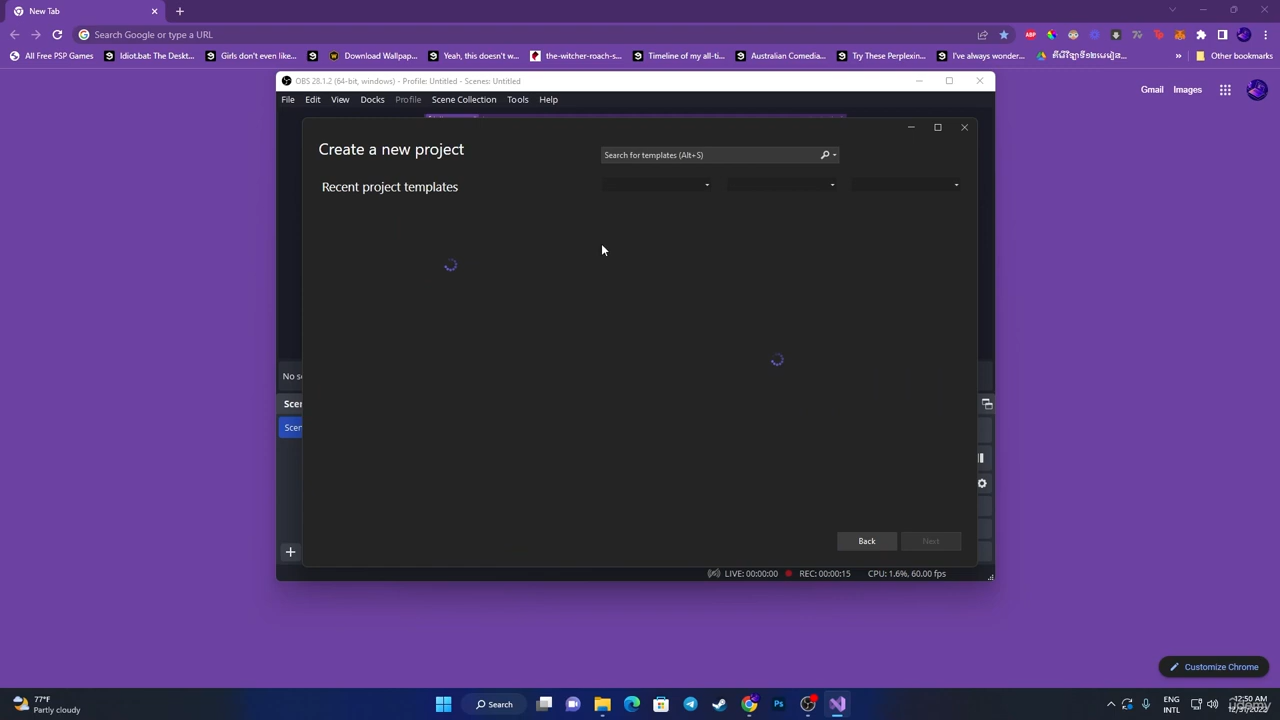 New Tab
Search Google or type a URL
All Free PSP Games
Idiot.bat: The Deskt...
Girls don't even like...
Download Wallpap...
Yeah, this doesn't w...
the-witcher-roach-s...
Timeline of my all-ti...
Australian Comedia...
Try These Perplexin...
I've always wonder...
Other bookmarks
Gmail
Images
OBS 28.1.2 (64-bit, windows) - Profile: Untitled - Scenes: Untitled
File Edit View Docks Profile Scene Collection Tools Help
Create a new project
Search for templates (Alt+S)
Recent project templates
No s
Scen
Scen
Back
Next
LIVE: 00:00:00
REC: 00:00:15
CPU: 1.6%, 60.00 fps
Customize Chrome
77°F
Partly cloudy
Search
ENG
INTL
12:50 AM
udemy